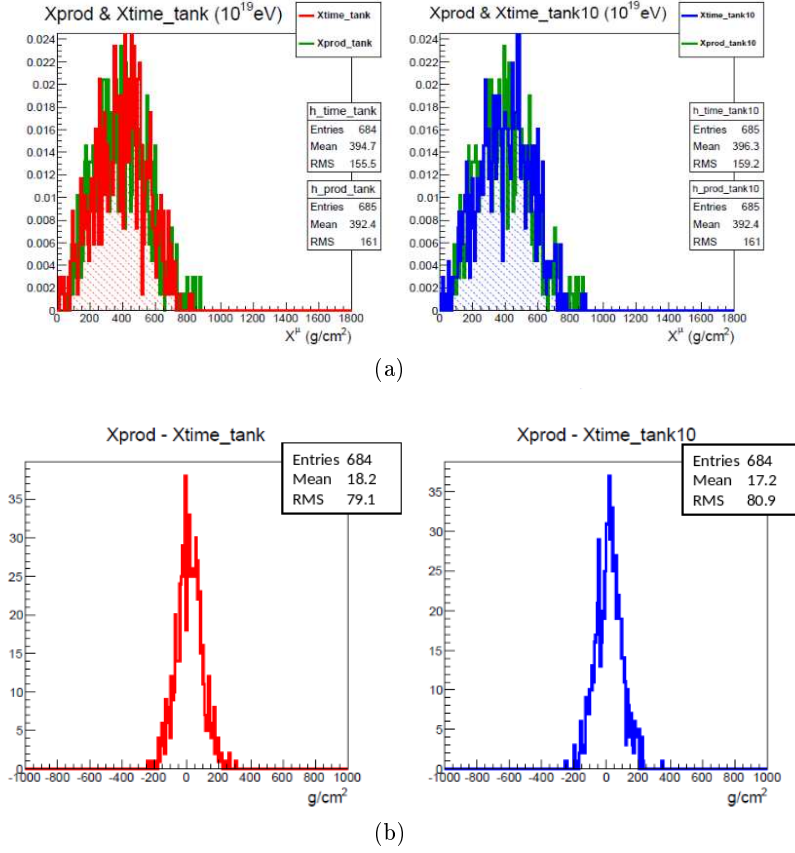 Xprod & Xtime_tank (10^19eV)
Xtime_tank
Xprod_tank
0.024
0.022
0.02
0.018
0.016
0.014
0.012
0.01
0.008
0.006
0.004
0.002
0
h_time_tank
Entries 684
Mean 394.7
RMS 155.5
h_prod_tank
Entries 685
Mean 392.4
RMS 161
0 200 400 600 800 1000 1200 1400 1600 1800
X^μ (g/cm²)
Xprod & Xtime_tank10 (10^19eV)
Xtime_tank10
Xprod_tank10
0.024
0.022
0.02
0.018
0.016
0.014
0.012
0.01
0.008
0.006
0.004
0.002
0
h_time_tank10
Entries 685
Mean 396.3
RMS 159.2
h_prod_tank10
Entries 685
Mean 392.4
RMS 161
0 200 400 600 800 1000 1200 1400 1600 1800
X^μ (g/cm²)
(a)
Xprod - Xtime_tank
Entries 684
Mean 18.2
RMS 79.1
35
30
25
20
15
10
5
0
-1000 -800 -600 -400 -200 0 200 400 600 800 1000
g/cm²
Xprod - Xtime_tank10
Entries 684
Mean 17.2
RMS 80.9
35
30
25
20
15
10
5
0
-1000 -800 -600 -400 -200 0 200 400 600 800 1000
g/cm²
(b)